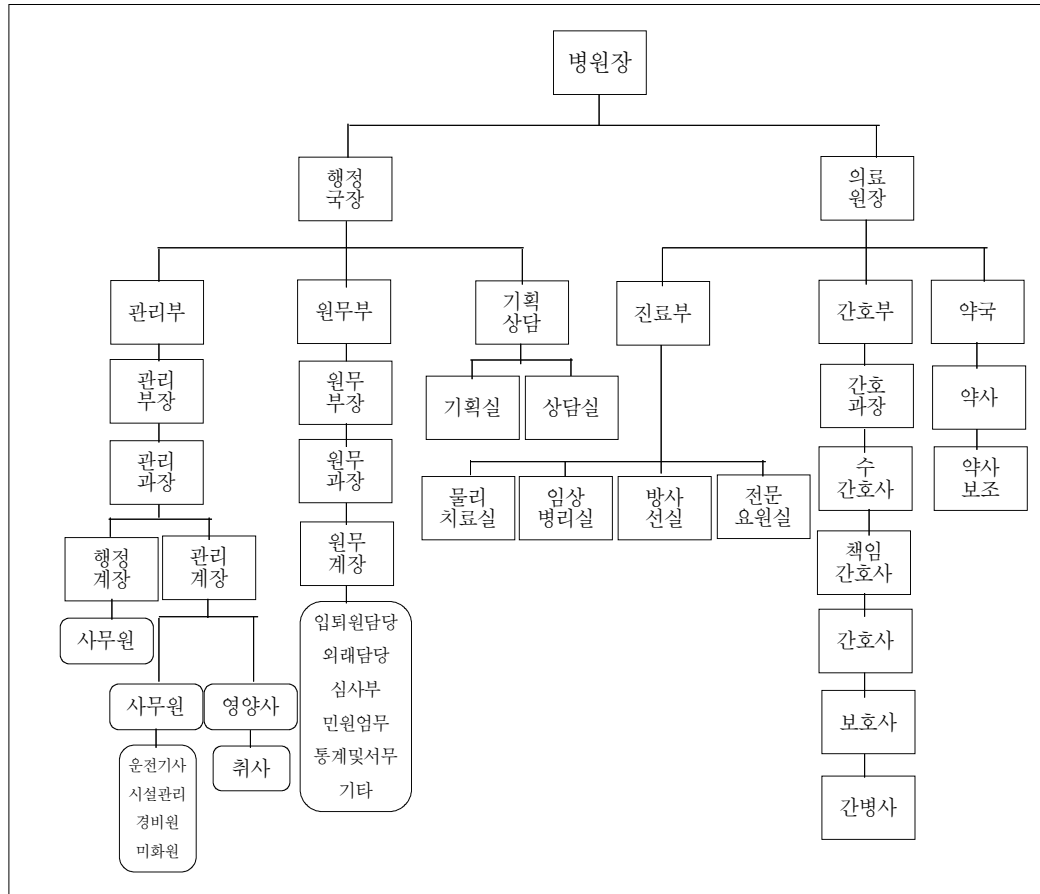 병원장
행정
국장
의료
원장
관리부
원무부
기획
상담
진료부
간호부
약국
관리
부장
원무
부장
기획실
상담실
간호
과장
약사
관리
과장
원무
과장
물리
치료실
임상
병리실
방사
선실
전문
요원실
수
간호사
약사
보조
행정
계장
관리
계장
원무
계장
책임
간호사
사무원
입퇴원담당
외래담당
심사부
민원업무
통계및서무
기타
간호사
사무원
영양사
보호사
운전기사
시설관리
경비원
미화원
취사
간병사